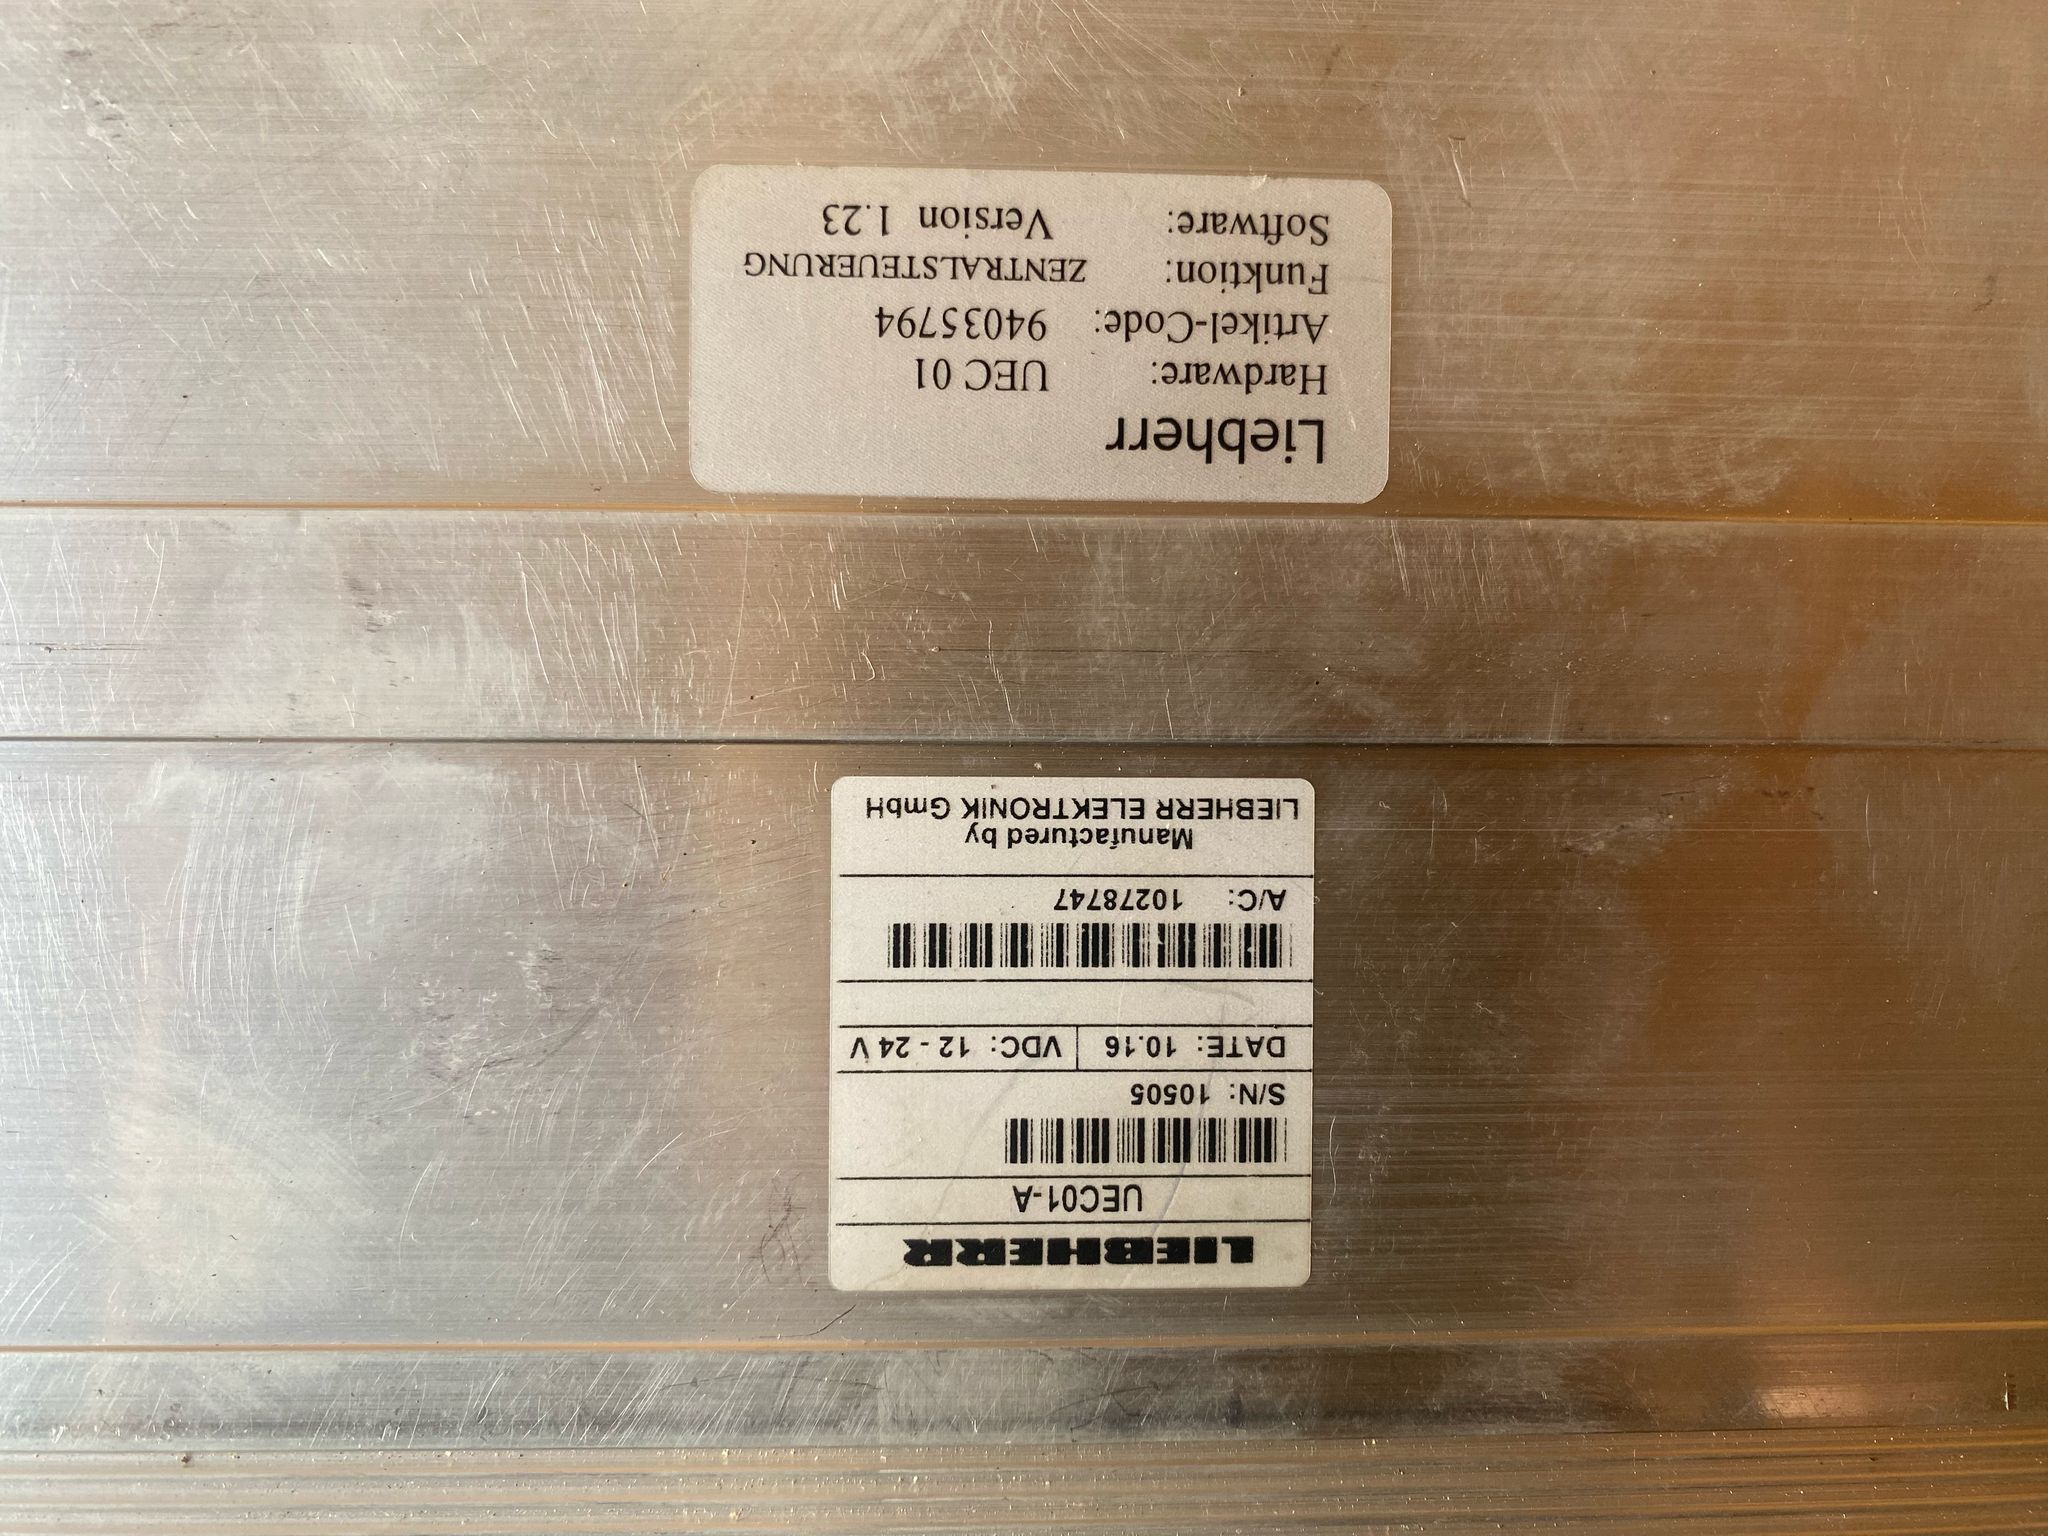 Liebherr
Hardware: UEC 01
Artikel-Code: 94035794
Funktion: ZENTRALSTEUERUNG
Software: Version 1.23
LIEBHERR
UEC01-A
S/N: 10505
DATE: 10.16 VDC: 12 - 24 V
A/C: 10278747
Manufactured by
LIEBHERR ELEKTRONIK GmbH